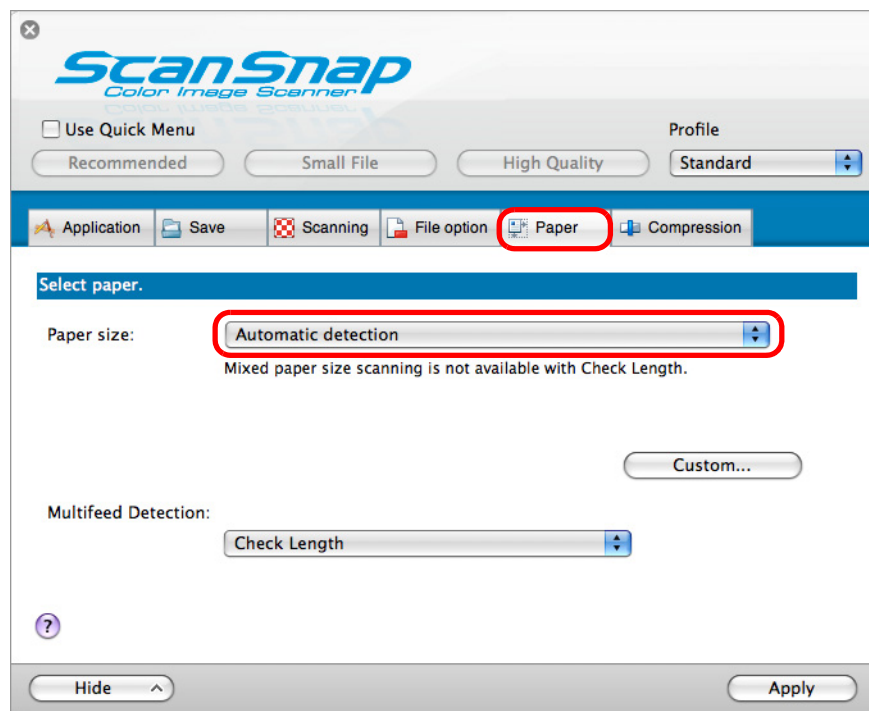 ScanSnap
Color Image Scanner
Use Quick Menu
Profile
Recommended Small File High Quality Standard
Application Save Scanning File option Paper Compression
Select paper.
Paper size: Automatic detection
Mixed paper size scanning is not available with Check Length.
Custom...
Multifeed Detection:
Check Length
?
Hide Apply